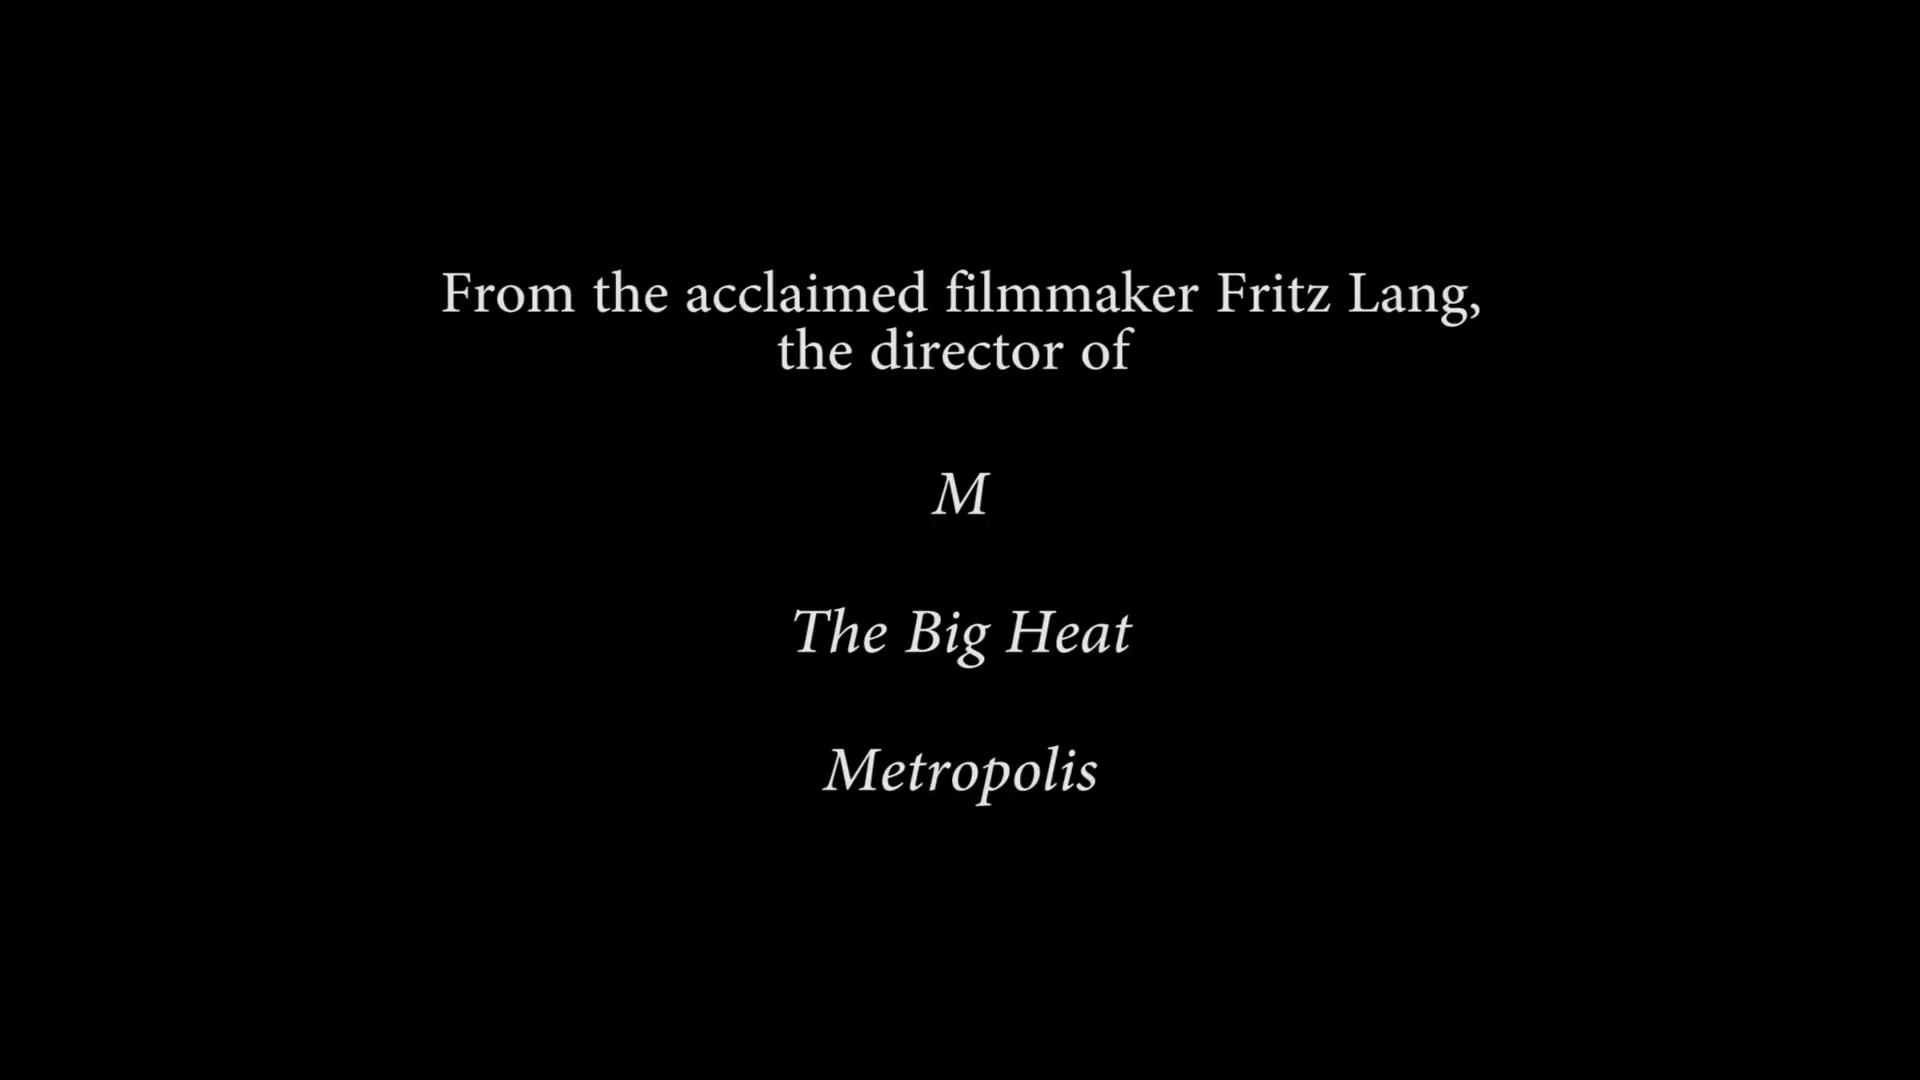 From the acclaimed filmmaker Fritz Lang,
the director of
M
The Big Heat
Metropolis